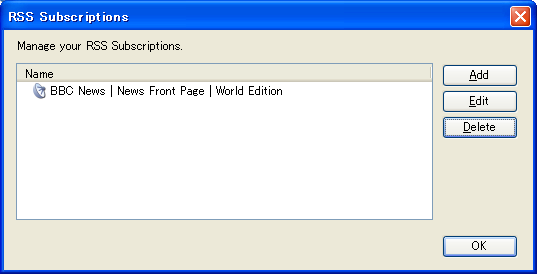 RSS Subscriptions
Manage your RSS Subscriptions.
Name
BBC News | News Front Page | World Edition
Add
Edit
Delete
OK